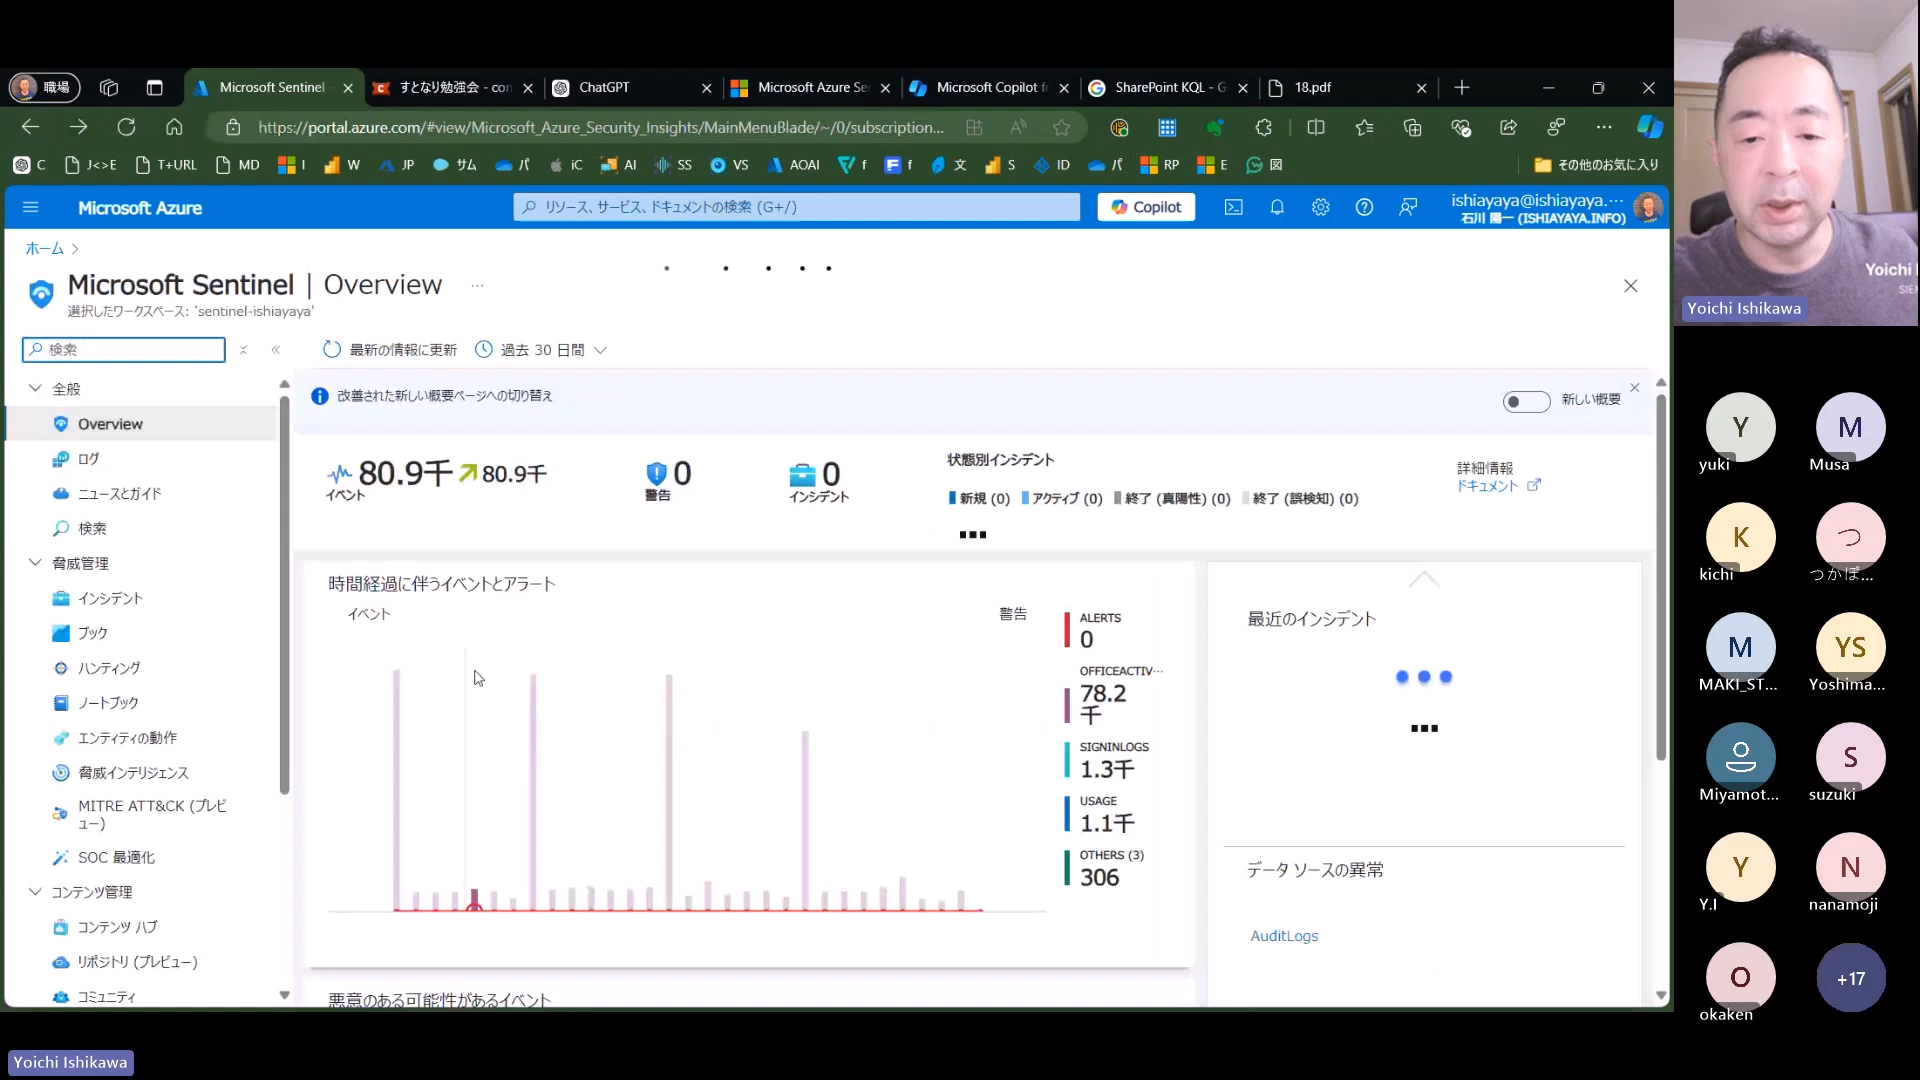 職場
Microsoft Sentinel
すとなり勉強会 - con
ChatGPT
Microsoft Azure Se
Microsoft Copilot f
SharePoint KQL - G
18.pdf
https://portal.azure.com/#view/Microsoft_Azure_Security_Insights/MainMenuBlade/~/0/subscription...
C
J<>E
T+URL
MD
I
W
JP
サム
パ
iC
AI
SS
VS
AOAI
f
f
文
S
ID
パ
RP
E
図
その他のお気に入り
Microsoft Azure
リソース、サービス、ドキュメントの検索 (G+/)
Copilot
ishiayaya@ishiayaya....
石川 陽一 (ISHIAYAYA.INFO)
ホーム
Microsoft Sentinel | Overview
選択したワークスペース: 'sentinel-ishiayaya'
検索
最新の情報に更新
過去 30 日間
全般
Overview
ログ
ニュースとガイド
検索
脅威管理
インシデント
ブック
ハンティング
ノートブック
エンティティの動作
脅威インテリジェンス
MITRE ATT&CK (プレビ
ュー)
SOC 最適化
コンテンツ管理
コンテンツ ハブ
リポジトリ (プレビュー)
コミュニティ
改善された新しい概要ページへの切り替え
新しい概要
80.9千 80.9千
イベント
0
警告
0
インシデント
状態別インシデント
新規 (0) アクティブ (0) 終了 (真陽性) (0) 終了 (誤検知) (0)
詳細情報
ドキュメント
時間経過に伴うイベントとアラート
イベント
警告
ALERTS
0
OFFICEACTIV...
78.2
千
SIGNINLOGS
1.3千
USAGE
1.1千
OTHERS (3)
306
最近のインシデント
データ ソースの異常
AuditLogs
悪意のある可能性があるイベント
Yoichi
Yoichi Ishikawa
Y
yuki
M
Musa
K
kichi
つ
つかぽ...
M
MAKI_ST...
YS
Yoshima...
Miyamot...
S
suzuki
Y
Y.I
N
nanamoji
O
okaken
+17
Yoichi Ishikawa